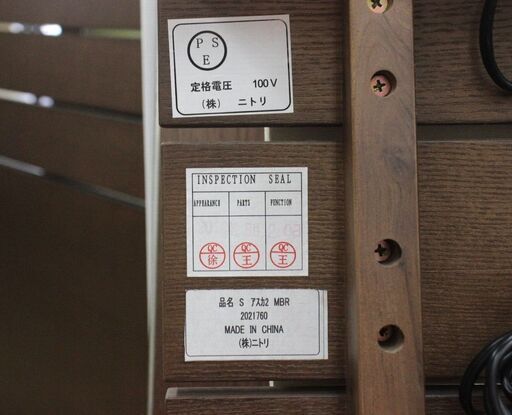 P S
E
定格電圧 100V
(株) ニトリ
INSPECTION SEAL
APPEARANCE PARTS FUNCTION
QC QC QC
徐 王 王
品名 S アスカ2 MBR
2021760
MADE IN CHINA
(株)ニトリ